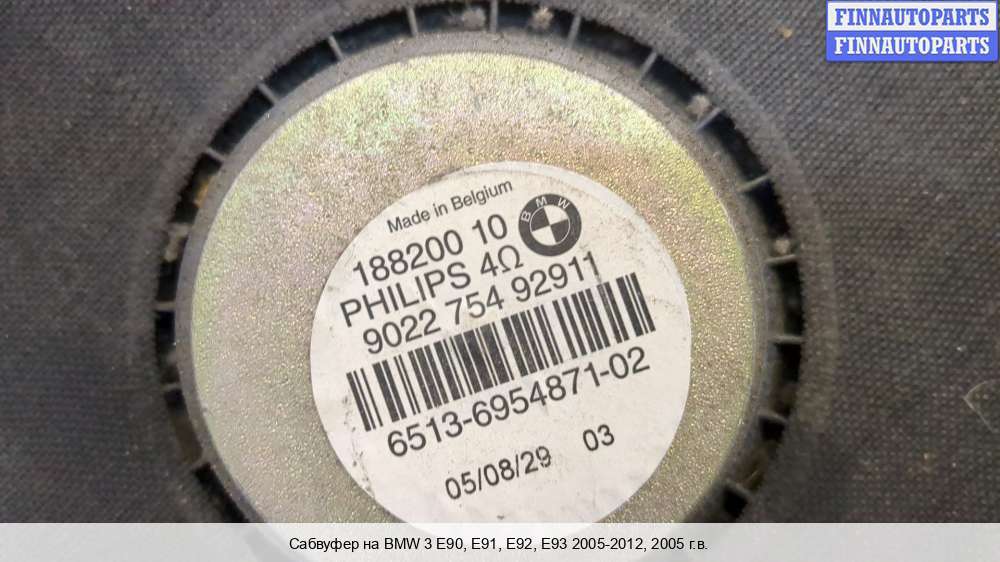 FINNAUTOPARTS
FINNAUTOPARTS
Made in Belgium
188200 10
BMW
PHILIPS 4Ω
9022 754 92911
6513-6954871-02
05/08/29 03
Сабвуфер на BMW 3 E90, E91, E92, E93 2005-2012, 2005 г.в.